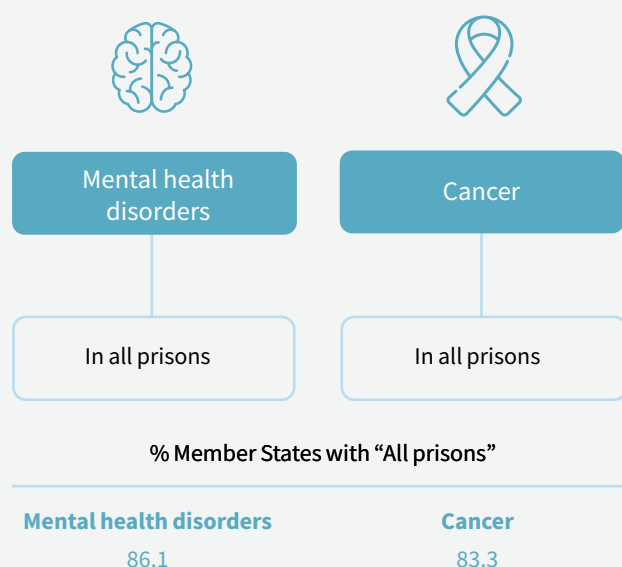 Mental health
disorders
Cancer
In all prisons
In all prisons
% Member States with “All prisons”
Mental health disorders
Cancer
86.1
83.3